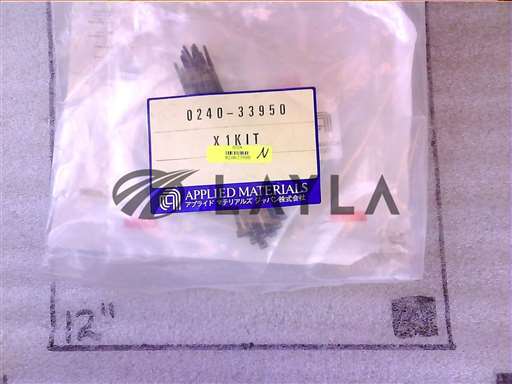 0240-33950
X1KIT
N
APPLIED MATERIALS
アプライド マテリアルズ ジャパン株式会社
LAYLA
12"